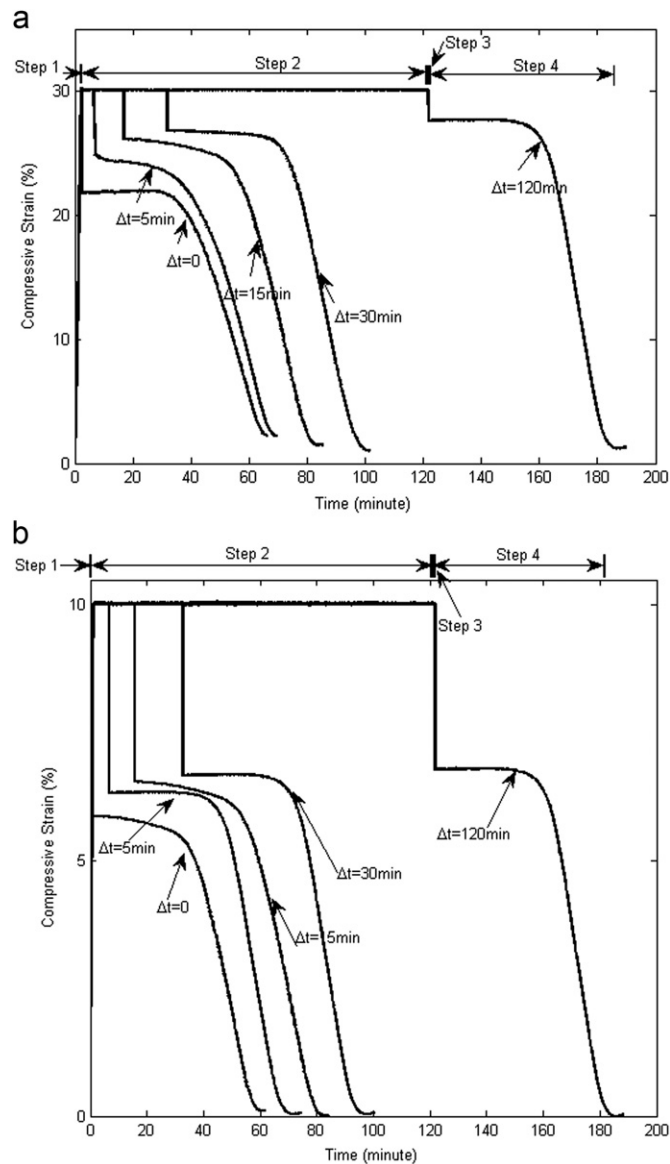 a
Step 3
Step 1
Step 2
Step 4
30
20
10
0
Compressive Strain (%)
Δt=5min
Δt=0
Δt=15min
Δt=30min
Δt=120min
0 20 40 60 80 100 120 140 160 180 200
Time (minute)
b
Step 1
Step 2
Step 4
Step 3
10
5
0
Compressive Strain (%)
Δt=5min
Δt=0
Δt=15min
Δt=30min
Δt=120min
0 20 40 60 80 100 120 140 160 180 200
Time (minute)